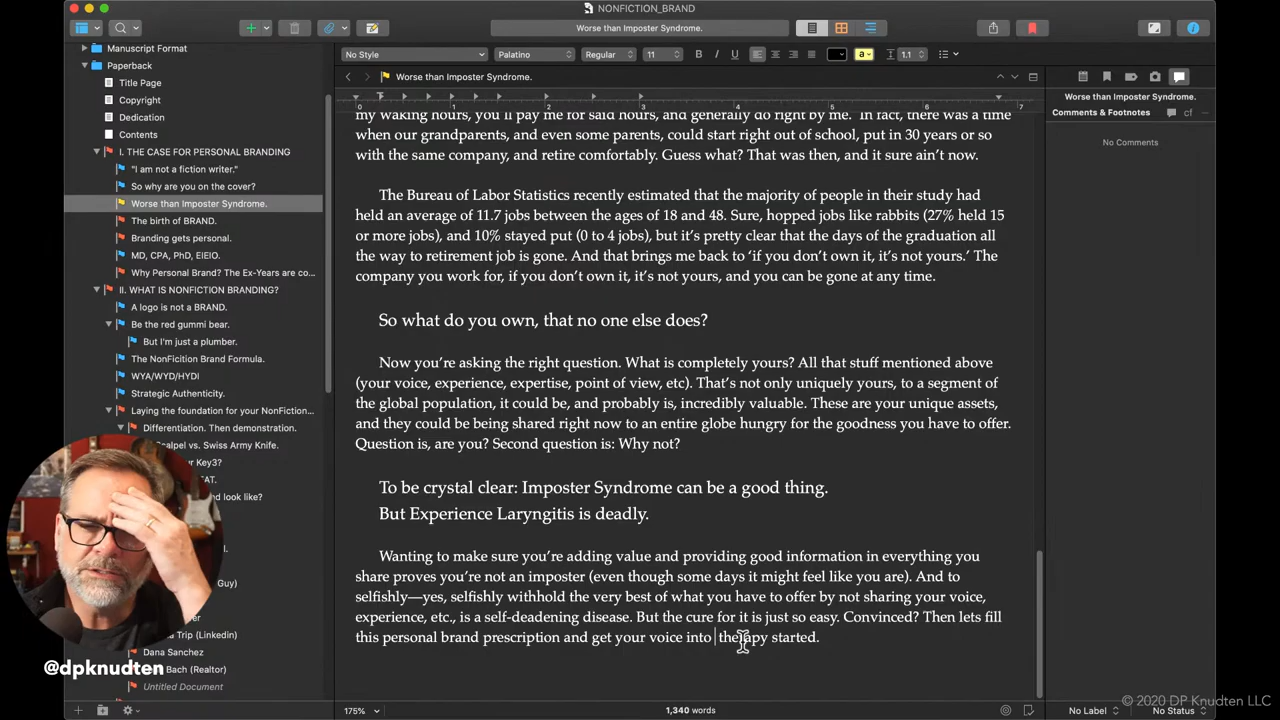 NONFICTION_BRAND
Worse than Imposter Syndrome.
No Style
Palatino
Regular
11
B
I
U
a
1.1
Manuscript Format
Paperback
Title Page
Copyright
Dedication
Contents
I. THE CASE FOR PERSONAL BRANDING
"I am not a fiction writer."
So why are you on the cover?
Worse than Imposter Syndrome.
The birth of BRAND.
Branding gets personal.
MD, CPA, PhD, EIEIO.
Why Personal Brand? The Ex-Years are co...
II. WHAT IS NONFICTION BRANDING?
A logo is not a BRAND.
Be the red gummi bear.
But I'm just a plumber.
The NonFicition Brand Formula.
WYA/WYD/HYDI
Strategic Authenticity.
Laying the foundation for your NonFiction...
Differentiation. Then demonstration.
Scalpel vs. Swiss Army Knife.
ur Key3?
AT.
nd look like?
l.
Guy)
d Trip (LinkedIn)
Dana Sanchez
Bach (Realtor)
Untitled Document
@dpknudten
Worse than Imposter Syndrome.
0 1 2 3 4 5 6 7
my waking hours, you'll pay me for said hours, and generally do right by me.' In fact, there was a time
when our grandparents, and even some parents, could start right out of school, put in 30 years or so
with the same company, and retire comfortably. Guess what? That was then, and it sure ain't now.
The Bureau of Labor Statistics recently estimated that the majority of people in their study had
held an average of 11.7 jobs between the ages of 18 and 48. Sure, hopped jobs like rabbits (27% held 15
or more jobs), and 10% stayed put (0 to 4 jobs), but it's pretty clear that the days of the graduation all
the way to retirement job is gone. And that brings me back to 'if you don't own it, it's not yours.' The
company you work for, if you don't own it, it's not yours, and you can be gone at any time.
So what do you own, that no one else does?
Now you're asking the right question. What is completely yours? All that stuff mentioned above
(your voice, experience, expertise, point of view, etc). That's not only uniquely yours, to a segment of
the global population, it could be, and probably is, incredibly valuable. These are your unique assets,
and they could be being shared right now to an entire globe hungry for the goodness you have to offer.
Question is, are you? Second question is: Why not?
To be crystal clear: Imposter Syndrome can be a good thing.
But Experience Laryngitis is deadly.
Wanting to make sure you're adding value and providing good information in everything you
share proves you're not an imposter (even though some days it might feel like you are). And to
selfishly—yes, selfishly withhold the very best of what you have to offer by not sharing your voice,
experience, etc., is a self-deadening disease. But the cure for it is just so easy. Convinced? Then lets fill
this personal brand prescription and get your voice into therapy started.
175%
1,340 words
Worse than Imposter Syndrome.
Comments & Footnotes
cf
No Comments
© 2020 DP Knudten LLC
No Label
No Status